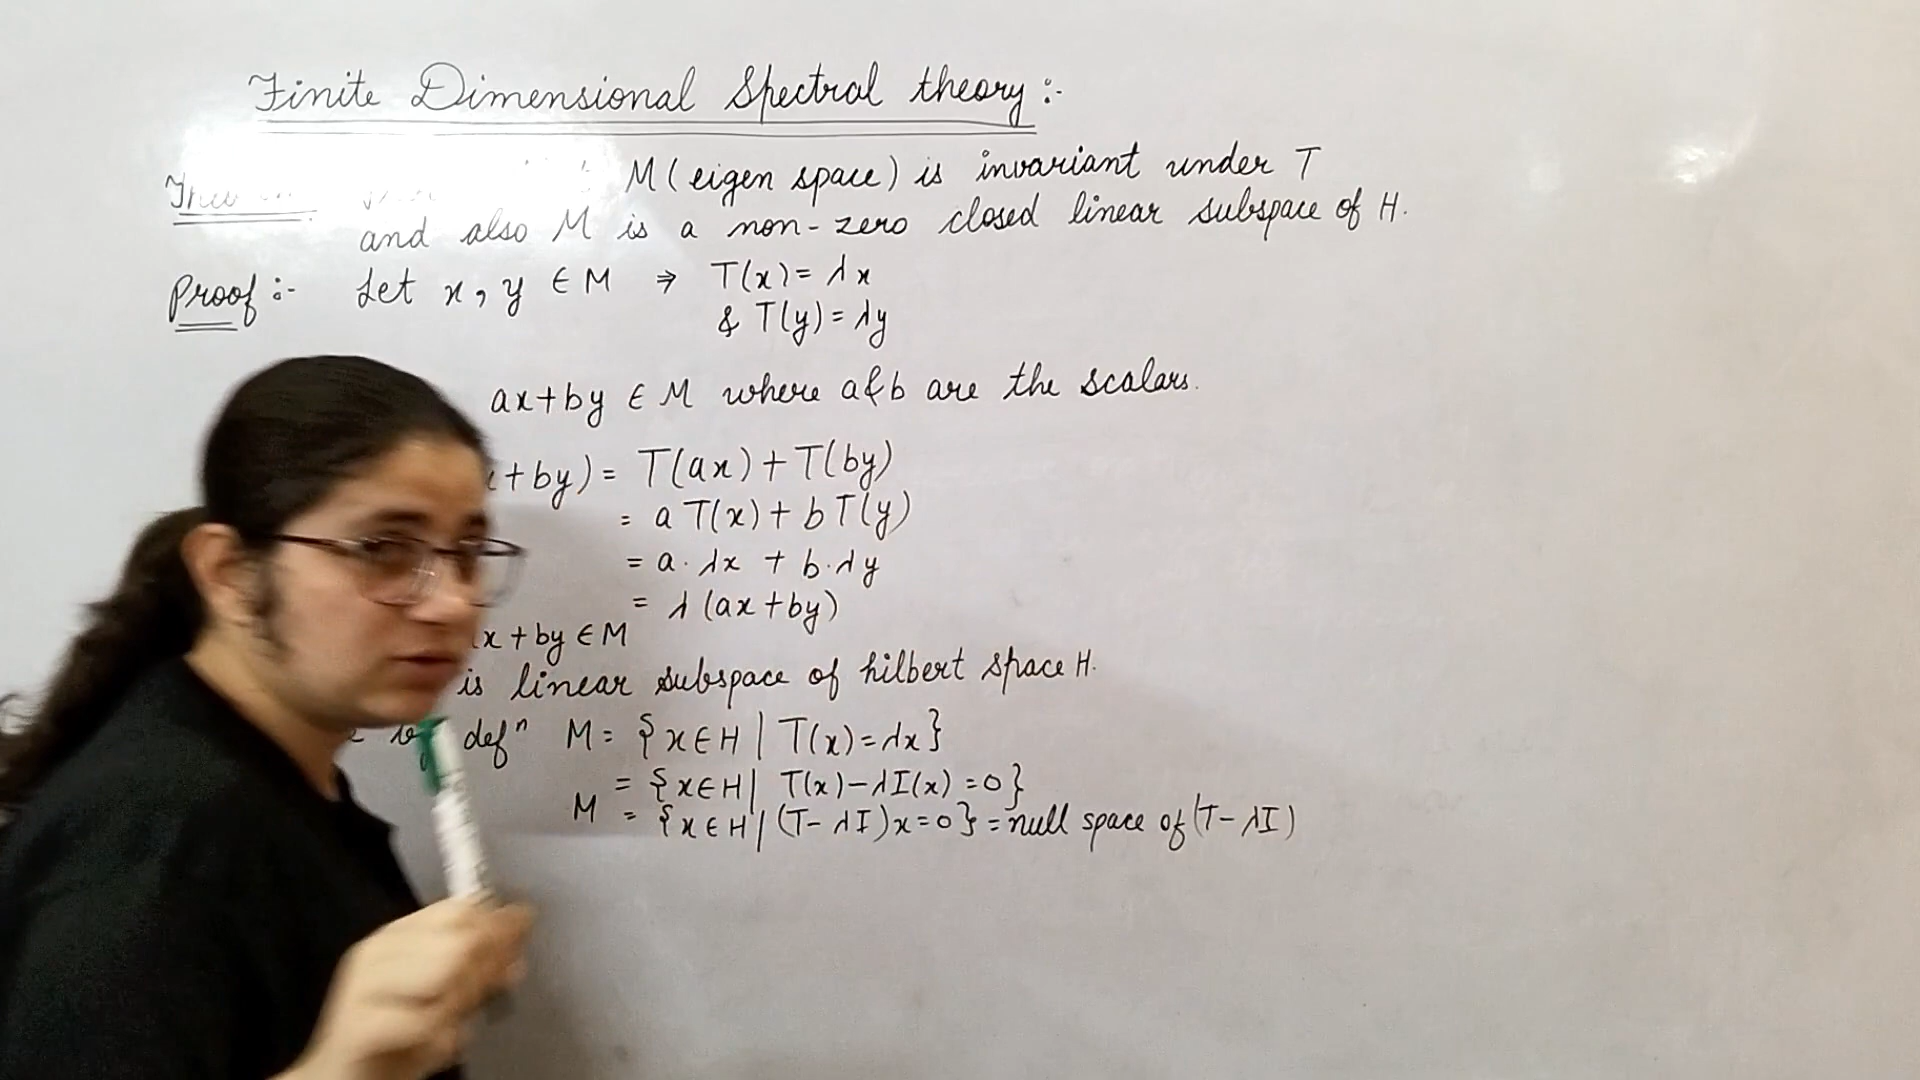 Finite Dimensional Spectral theory :-
M (eigen space) is invariant under T
and also M is a non-zero closed linear subspace of H.
Proof :- Let x, y ∈ M ⇒ T(x) = λx
& T(y) = λy
ax+by ∈ M where a & b are the scalars.
+by) = T(ax) + T(by)
= a T(x) + b T(y)
= a · λx + b · λy
= λ (ax+by)
x + by ∈ M
is linear subspace of hilbert space H.
by defⁿ M = {x ∈ H | T(x) = λx}
= {x ∈ H | T(x) − λI(x) = 0}
M = {x ∈ H | (T − λI)x = 0} = null space of (T − λI)